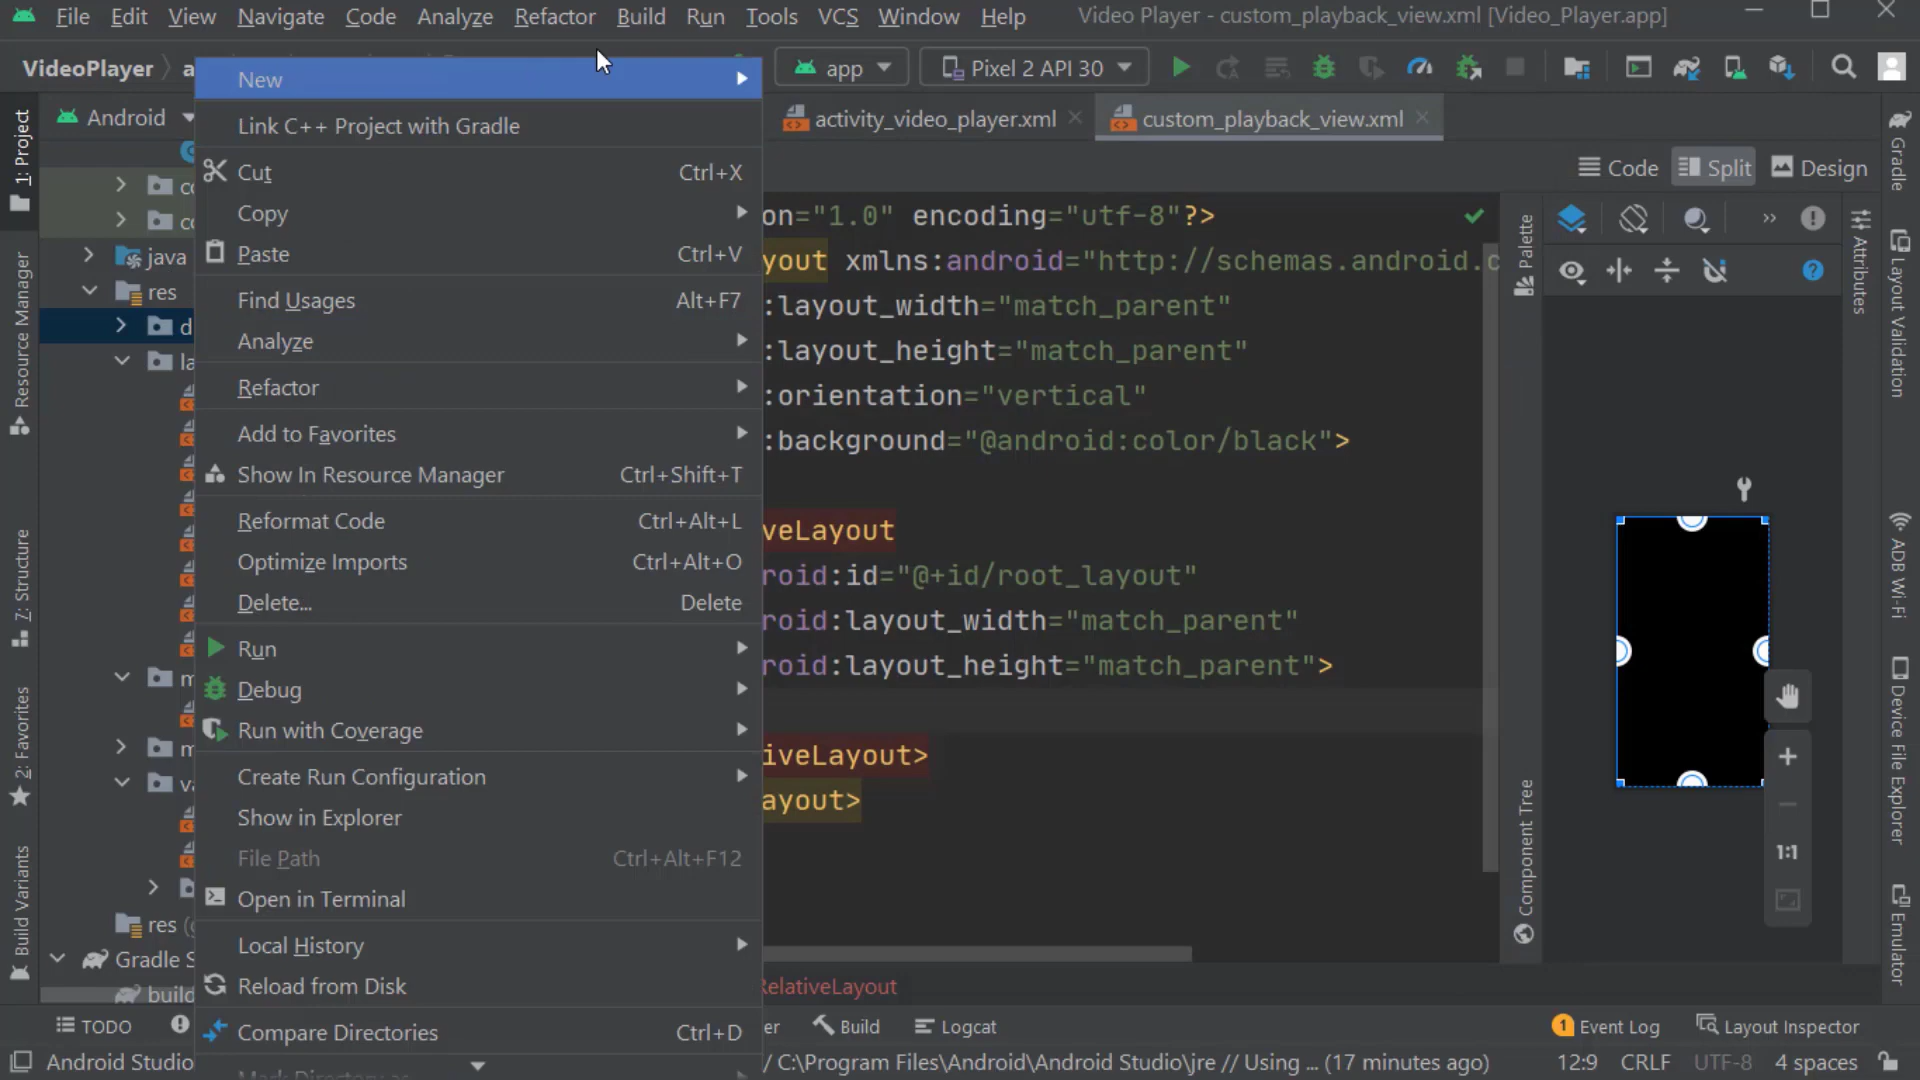 File Edit View Navigate Code Analyze Refactor Build Run Tools VCS Window Help Video Player - custom_playback_view.xml [Video_Player.app]
VideoPlayer a app Pixel 2 API 30
Android activity_video_player.xml custom_playback_view.xml
Code Split Design
1: Project
Resource Manager
7: Structure
2: Favorites
Build Variants
java
res
d
la
m
m
va
res (
Gradle S
build
New
Link C++ Project with Gradle
Cut Ctrl+X
Copy
Paste Ctrl+V
Find Usages Alt+F7
Analyze
Refactor
Add to Favorites
Show In Resource Manager Ctrl+Shift+T
Reformat Code Ctrl+Alt+L
Optimize Imports Ctrl+Alt+O
Delete... Delete
Run
Debug
Run with Coverage
Create Run Configuration
Show in Explorer
File Path Ctrl+Alt+F12
Open in Terminal
Local History
Reload from Disk
Compare Directories Ctrl+D
on="1.0" encoding="utf-8"?>
yout xmlns:android="http://schemas.android.c
:layout_width="match_parent"
:layout_height="match_parent"
:orientation="vertical"
:background="@android:color/black">
veLayout
roid:id="@+id/root_layout"
roid:layout_width="match_parent"
roid:layout_height="match_parent">
iveLayout>
ayout>
RelativeLayout
Palette
Component Tree
1:1
Attributes
Gradle
Layout Validation
ADB Wi-Fi
Device File Explorer
Emulator
TODO er Build Logcat 1 Event Log Layout Inspector
Android Studio / C:\Program Files\Android\Android Studio\jre // Using ... (17 minutes ago) 12:9 CRLF UTF-8 4 spaces